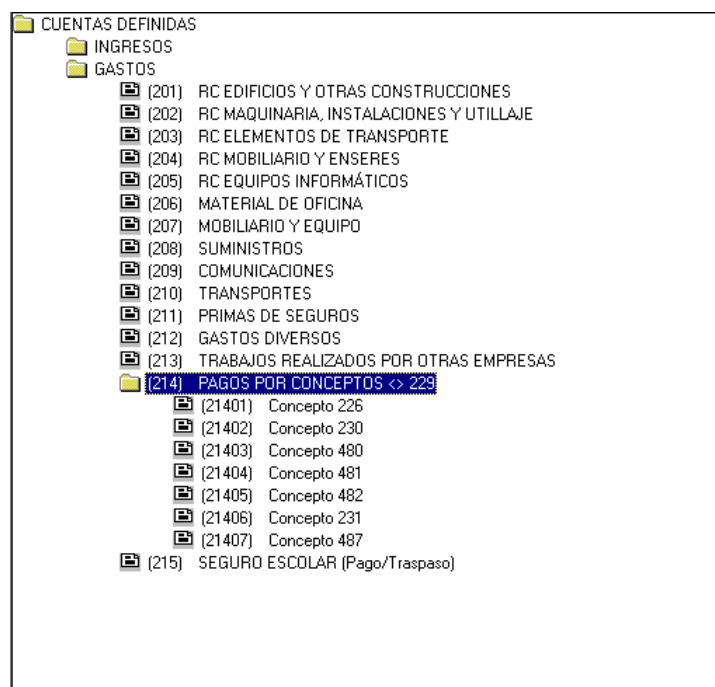 CUENTAS DEFINIDAS
INGRESOS
GASTOS
(201) RC EDIFICIOS Y OTRAS CONSTRUCCIONES
(202) RC MAQUINARIA, INSTALACIONES Y UTILLAJE
(203) RC ELEMENTOS DE TRANSPORTE
(204) RC MOBILIARIO Y ENSERES
(205) RC EQUIPOS INFORMÁTICOS
(206) MATERIAL DE OFICINA
(207) MOBILIARIO Y EQUIPO
(208) SUMINISTROS
(209) COMUNICACIONES
(210) TRANSPORTES
(211) PRIMAS DE SEGUROS
(212) GASTOS DIVERSOS
(213) TRABAJOS REALIZADOS POR OTRAS EMPRESAS
(214) PAGOS POR CONCEPTOS <> 229
(21401) Concepto 226
(21402) Concepto 230
(21403) Concepto 480
(21404) Concepto 481
(21405) Concepto 482
(21406) Concepto 231
(21407) Concepto 487
(215) SEGURO ESCOLAR (Pago/Traspaso)